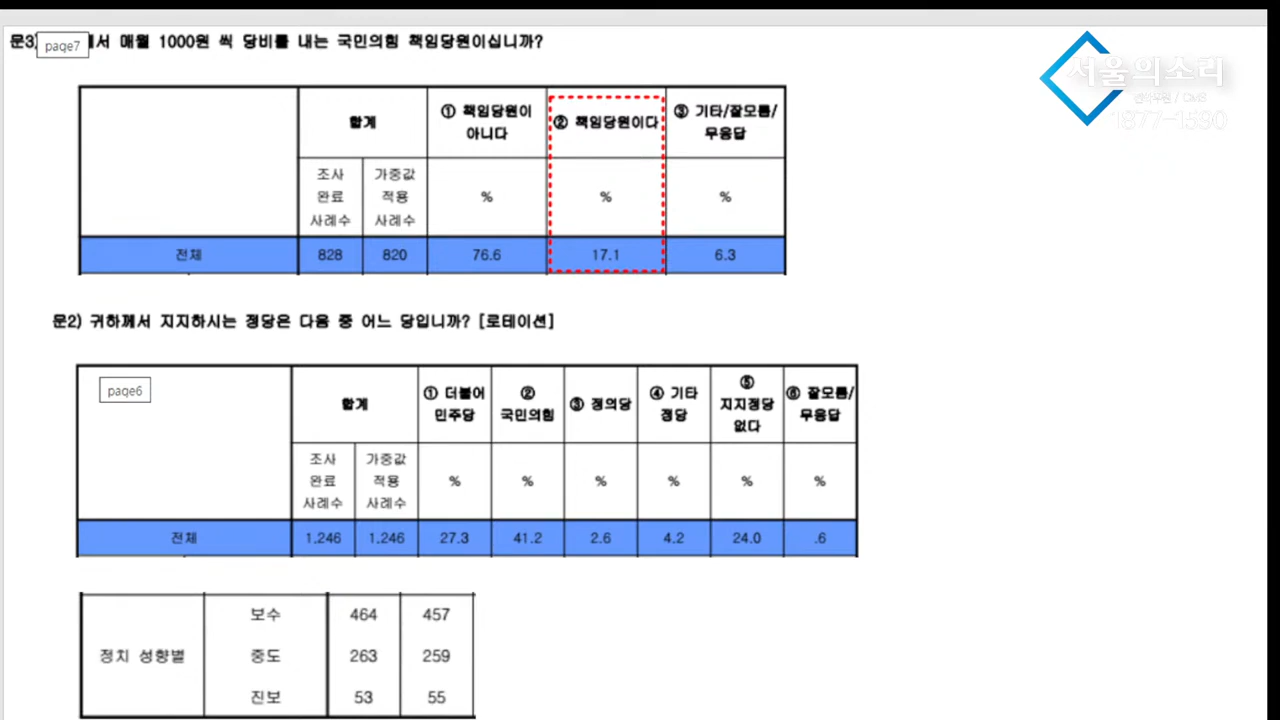 문3) page7 에서 매월 1000원 씩 당비를 내는 국민의힘 책임당원이십니까?
서울의소리
1877-1580
합계
① 책임당원이 아니다
② 책임당원이다
③ 기타/잘모름/무응답
조사 완료 사례수
가중값 적용 사례수
%
%
%
전체 828 820 76.6 17.1 6.3
문2) 귀하께서 지지하시는 정당은 다음 중 어느 당입니까? [로테이션]
page6
합계
① 더불어 민주당
② 국민의힘
③ 정의당
④ 기타 정당
⑤ 지지정당 없다
⑥ 잘모름/무응답
조사 완료 사례수
가중값 적용 사례수
%
%
%
%
%
%
전체 1,246 1,246 27.3 41.2 2.6 4.2 24.0 .6
정치 성향별
보수 464 457
중도 263 259
진보 53 55